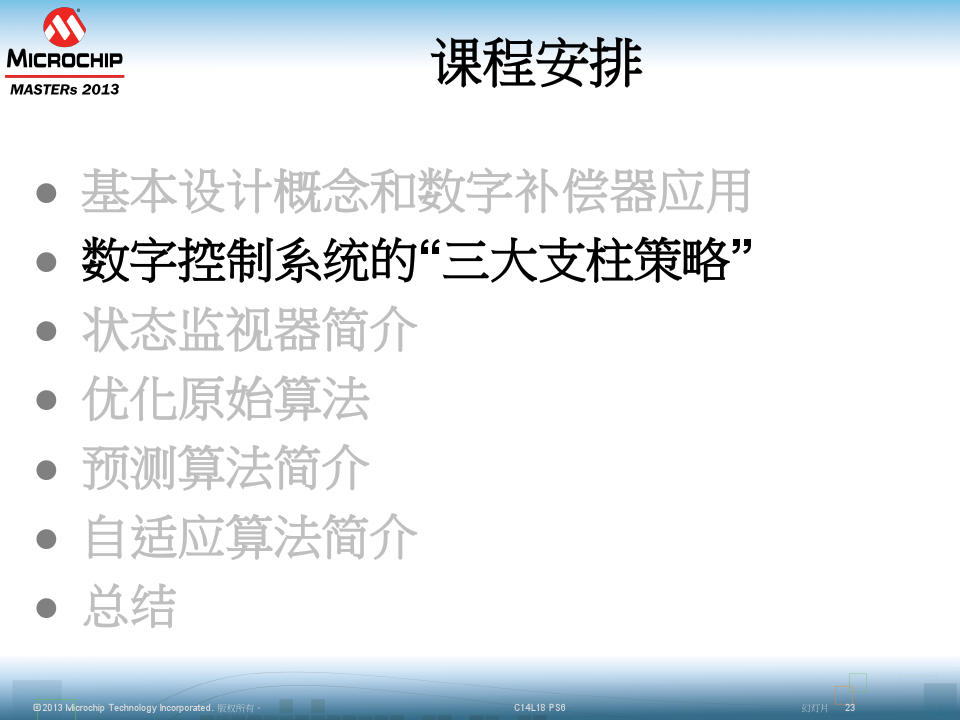 MICROCHIP
MASTERs 2013
课程安排
● 基本设计概念和数字补偿器应用
● 数字控制系统的“三大支柱策略”
● 状态监视器简介
● 优化原始算法
● 预测算法简介
● 自适应算法简介
● 总结
©2013 Microchip Technology Incorporated. 版权所有。 C14L18 PS6 幻灯片 23